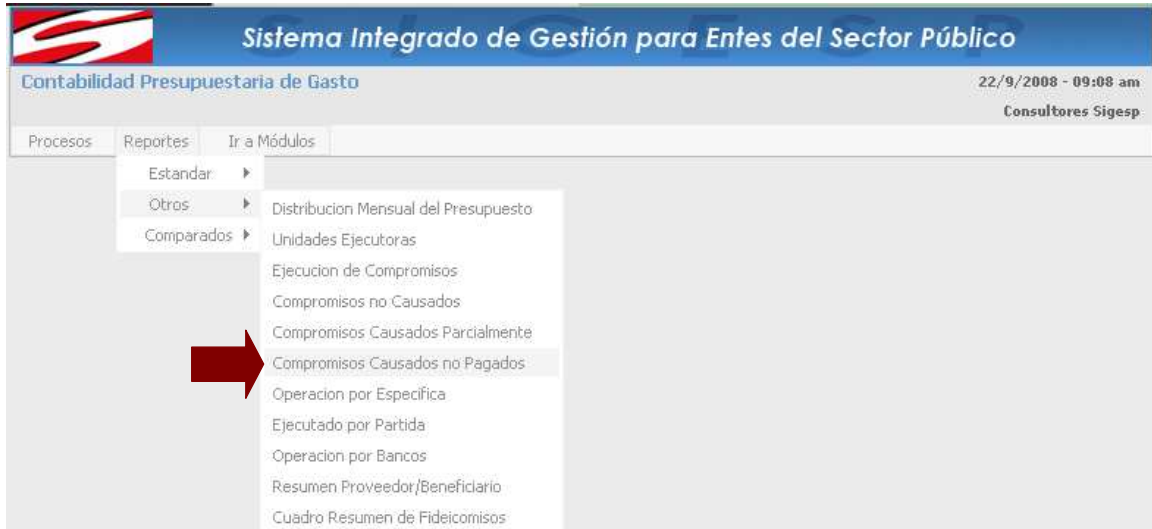 S I G E S P
Sistema Integrado de Gestión para Entes del Sector Público
Contabilidad Presupuestaria de Gasto
22/9/2008 - 09:08 am
Consultores Sigesp
Procesos Reportes Ir a Módulos
Estandar
Otros
Comparados
Distribucion Mensual del Presupuesto
Unidades Ejecutoras
Ejecucion de Compromisos
Compromisos no Causados
Compromisos Causados Parcialmente
Compromisos Causados no Pagados
Operacion por Especifica
Ejecutado por Partida
Operacion por Bancos
Resumen Proveedor/Beneficiario
Cuadro Resumen de Fideicomisos